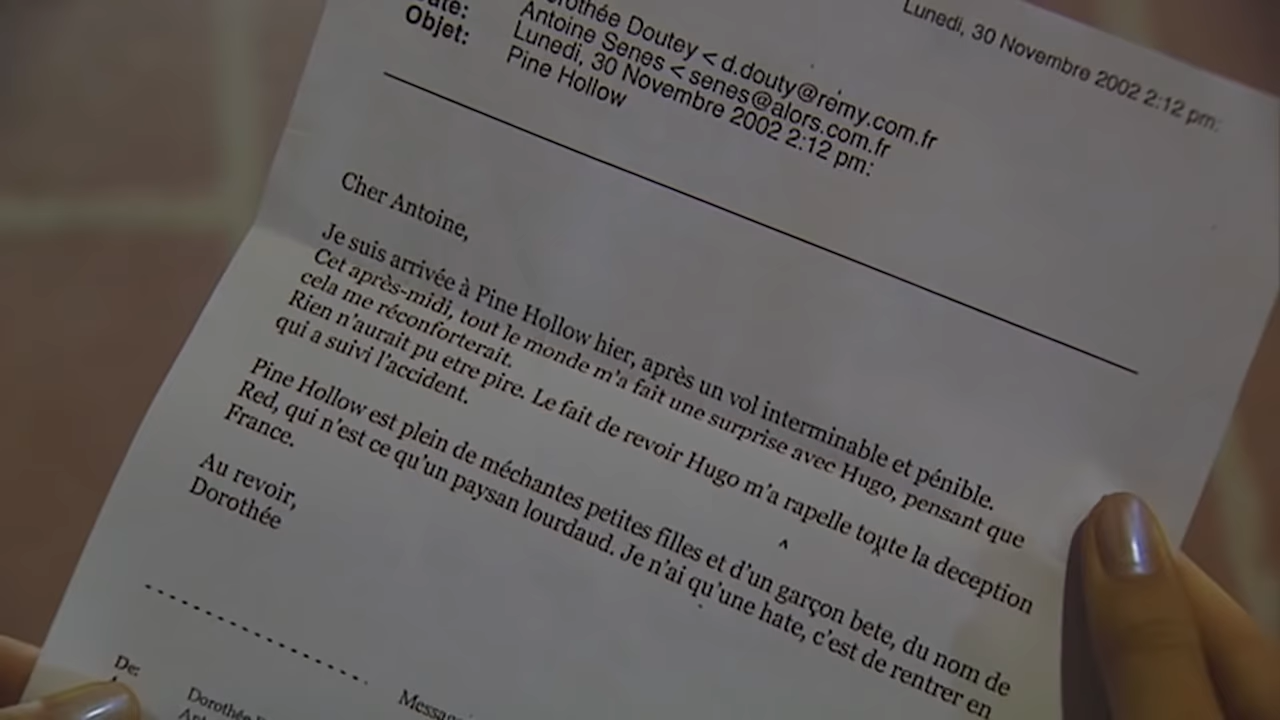 Lunedi, 30 Novembre 2002 2:12 pm:
Dorothée Doutey < d.douty@remy.com.fr
Antoine Senes < senes@alors.com.fr
Date: Lunedi, 30 Novembre 2002 2:12 pm:
Objet: Pine Hollow
Cher Antoine,
Je suis arrivée à Pine Hollow hier, après un vol interminable et pénible.
Cet après-midi, tout le monde m'a fait une surprise avec Hugo, pensant que
cela me réconforterait.
Rien n'aurait pu etre pire. Le fait de revoir Hugo m'a rapelle toute la deception
qui a suivi l'accident.
Pine Hollow est plein de méchantes petites filles et d'un garçon bete, du nom de
Red, qui n'est ce qu'un paysan lourdaud. Je n'ai qu'une hate, c'est de rentrer en
France.
Au revoir,
Dorothée
De:
Dorothée